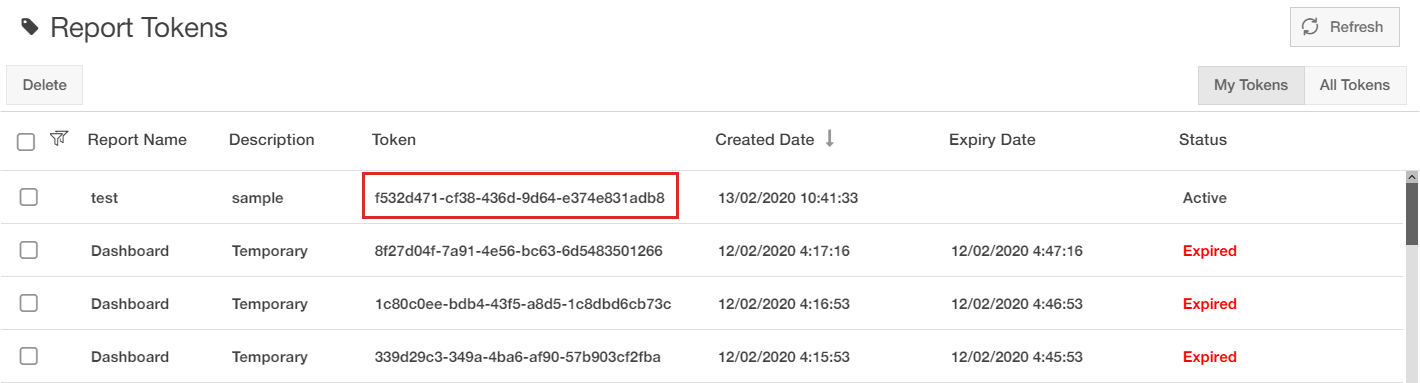 Report Tokens
Refresh
Delete
My Tokens All Tokens
Report Name Description Token Created Date Expiry Date Status
test sample f532d471-cf38-436d-9d64-e374e831adb8 13/02/2020 10:41:33 Active
Dashboard Temporary 8f27d04f-7a91-4e56-bc63-6d5483501266 12/02/2020 4:17:16 12/02/2020 4:47:16 Expired
Dashboard Temporary 1c80c0ee-bdb4-43f5-a8d5-1c8dbd6cb73c 12/02/2020 4:16:53 12/02/2020 4:46:53 Expired
Dashboard Temporary 339d29c3-349a-4ba6-af90-57b903cf2fba 12/02/2020 4:15:53 12/02/2020 4:45:53 Expired